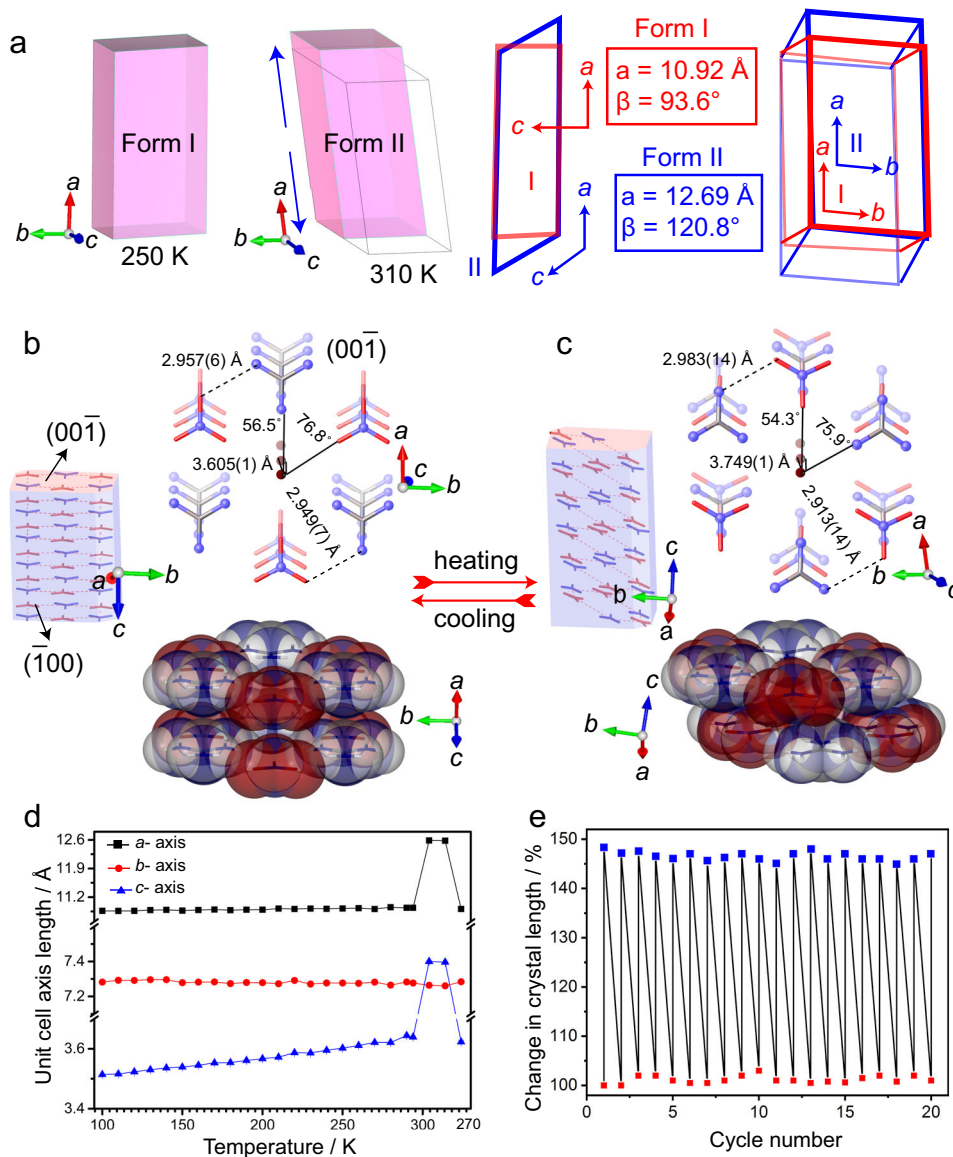 a
Form I
a
b
c
250 K
Form II
a
b
c
310 K
a
c
I
a
c
II
Form I
a = 10.92 Å
β = 93.6°
Form II
a = 12.69 Å
β = 120.8°
a
II
b
a
I
b
b
(001̅)
2.957(6) Å
56.5°
76.8°
3.605(1) Å
2.949(7) Å
a
c
b
(001̅)
a
b
c
(1̅00)
a
b
c
heating
cooling
c
2.983(14) Å
54.3°
75.9°
3.749(1) Å
2.913(14) Å
a
b
c
c
b
a
c
b
a
d
a- axis
b- axis
c- axis
Unit cell axis length / Å
12.6
11.9
11.2
7.4
7.2
3.6
3.4
100
150
200
250
300
270
Temperature / K
e
Change in crystal length / %
150
140
130
120
110
100
0
5
10
15
20
Cycle number